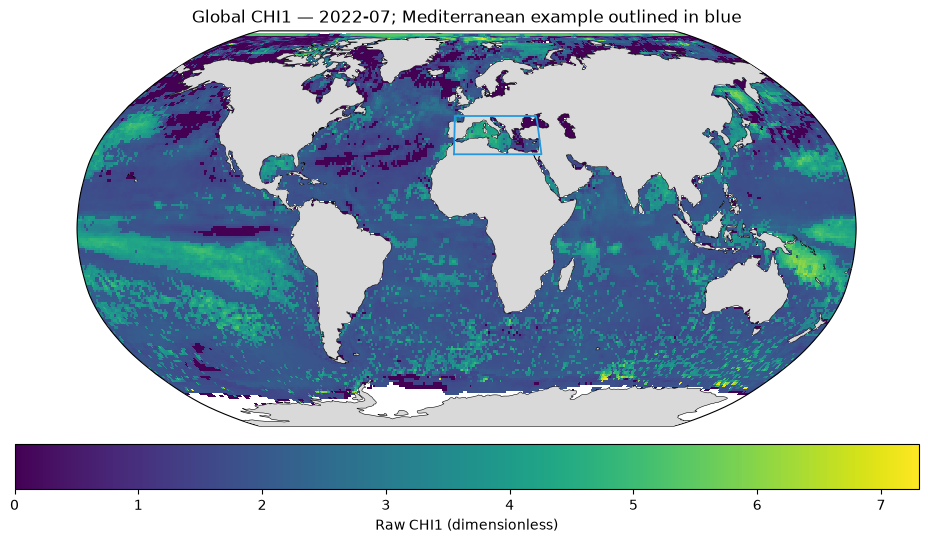 Global CHI1 — 2022-07; Mediterranean example outlined in blue
0 1 2 3 4 5 6 7
Raw CHI1 (dimensionless)